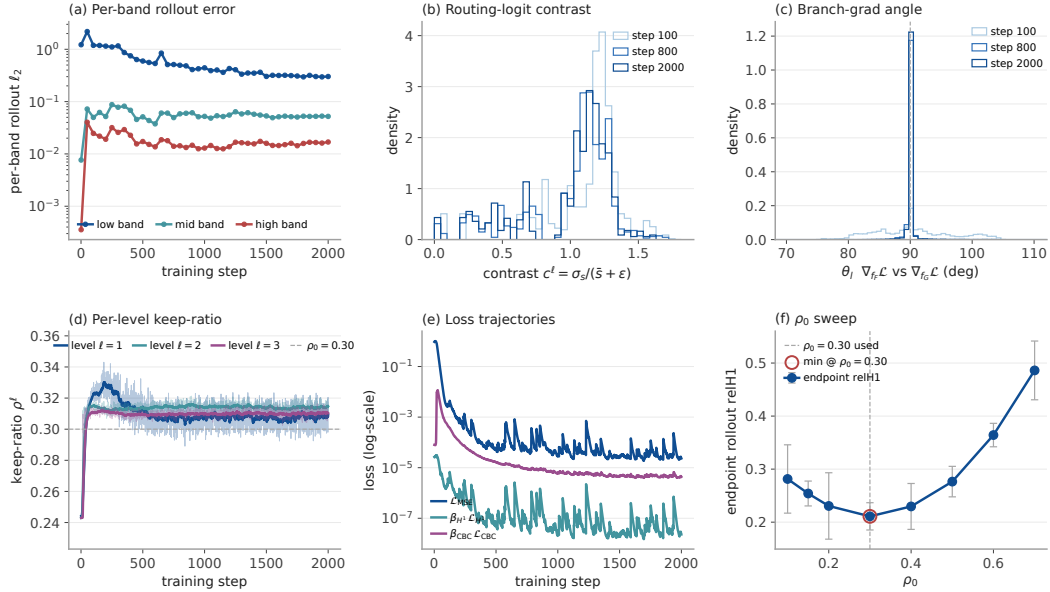 (a) Per-band rollout error
per-band rollout ℓ₂
10⁰
10⁻¹
10⁻²
10⁻³
low band
mid band
high band
0 500 1000 1500 2000
training step
(b) Routing-logit contrast
step 100
step 800
step 2000
density
4
3
2
1
0
0.0 0.5 1.0 1.5
contrast cˡ = σₛ/(s̄ + ε)
(c) Branch-grad angle
step 100
step 800
step 2000
density
1.2
1.0
0.8
0.6
0.4
0.2
0.0
70 80 90 100 110
θₗ ∇_{f_F}ℒ vs ∇_{f_G}ℒ (deg)
(d) Per-level keep-ratio
level ℓ = 1
level ℓ = 2
level ℓ = 3
ρ₀ = 0.30
keep-ratio ρˡ
0.36
0.34
0.32
0.30
0.28
0.26
0.24
0 500 1000 1500 2000
training step
(e) Loss trajectories
loss (log-scale)
10⁻¹
10⁻³
10⁻⁵
10⁻⁷
ℒ_MSE
β_{H¹} ℒ_{H¹}
β_CBC ℒ_CBC
0 500 1000 1500 2000
training step
(f) ρ₀ sweep
ρ₀ = 0.30 used
min @ ρ₀ = 0.30
endpoint relH1
endpoint rollout relH1
0.5
0.4
0.3
0.2
0.2 0.4 0.6
ρ₀